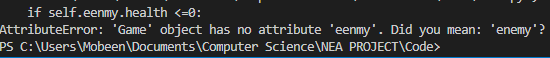 if self.eenmy.health <=0:
AttributeError: 'Game' object has no attribute 'eenmy'. Did you mean: 'enemy'?
PS C:\Users\Mobeen\Documents\Computer Science\NEA PROJECT\Code>